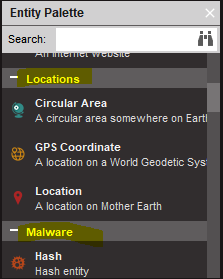 Entity Palette
Search:
An Internet Website
Locations
Circular Area
A circular area somewhere on Earth
GPS Coordinate
A location on a World Geodetic Sys
Location
A location on Mother Earth
Malware
Hash
Hash entity